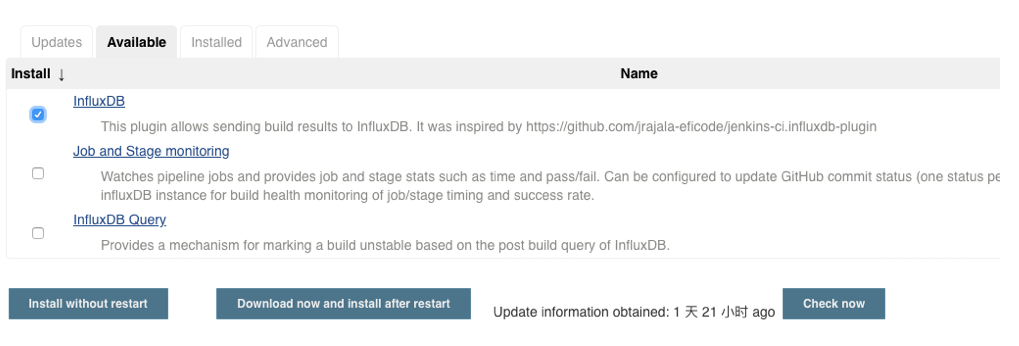 Updates Available Installed Advanced
Install ↓ Name
InfluxDB
This plugin allows sending build results to InfluxDB. It was inspired by https://github.com/jrajala-eficode/jenkins-ci.influxdb-plugin
Job and Stage monitoring
Watches pipeline jobs and provides job and stage stats such as time and pass/fail. Can be configured to update GitHub commit status (one status pe
influxDB instance for build health monitoring of job/stage timing and success rate.
InfluxDB Query
Provides a mechanism for marking a build unstable based on the post build query of InfluxDB.
Install without restart Download now and install after restart Update information obtained: 1 天 21 小时 ago Check now